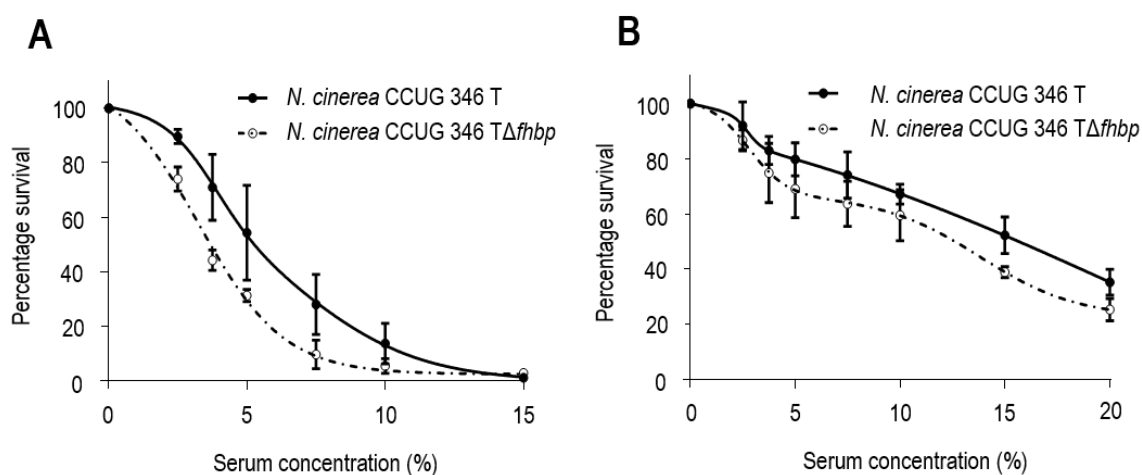 A
N. cinerea CCUG 346 T
N. cinerea CCUG 346 TΔfhbp
Percentage survival
100
80
60
40
20
0
0 5 10 15
Serum concentration (%)
B
N. cinerea CCUG 346 T
N. cinerea CCUG 346 TΔfhbp
Percentage survival
100
80
60
40
20
0
0 5 10 15 20
Serum concentration (%)